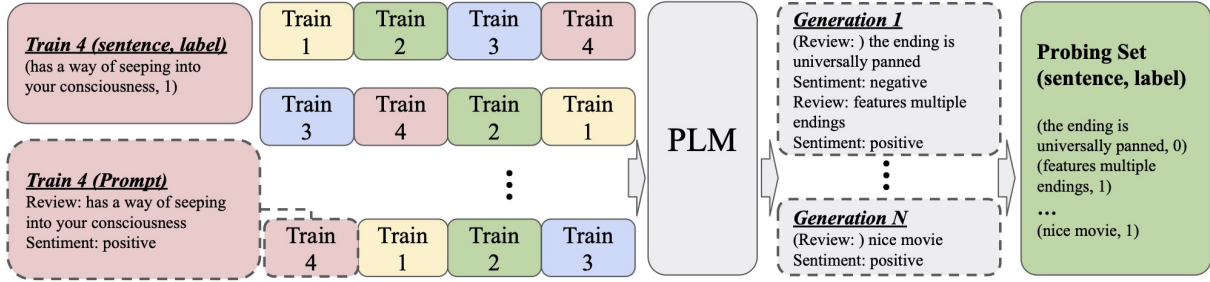 Train 4 (sentence, label)
(has a way of seeping into
your consciousness, 1)
Train 4 (Prompt)
Review: has a way of seeping
into your consciousness
Sentiment: positive
Train 1
Train 2
Train 3
Train 4
Train 3
Train 4
Train 2
Train 1
Train 4
Train 1
Train 2
Train 3
PLM
Generation 1
(Review: ) the ending is
universally panned
Sentiment: negative
Review: features multiple
endings
Sentiment: positive
Generation N
(Review: ) nice movie
Sentiment: positive
Probing Set
(sentence, label)
(the ending is
universally panned, 0)
(features multiple
endings, 1)
...
(nice movie, 1)